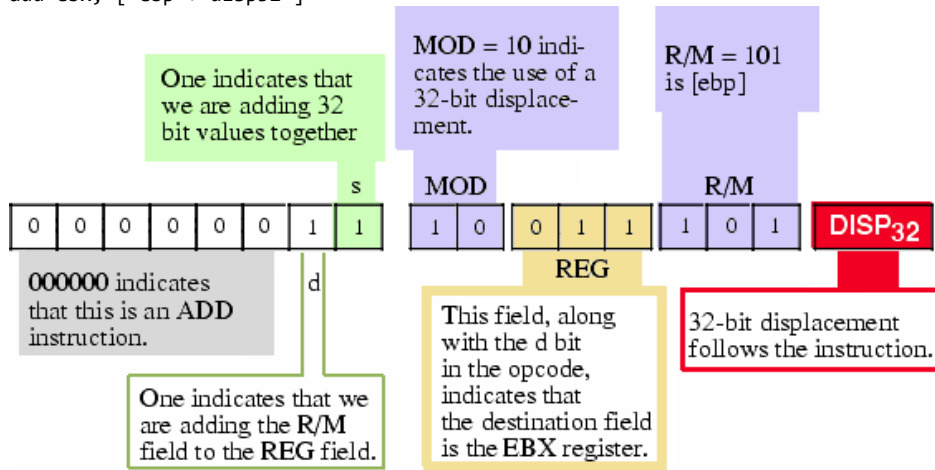 One indicates that
we are adding 32
bit values together
MOD = 10 indi-
cates the use of a
32-bit displace-
ment.
R/M = 101
is [ebp]
s MOD R/M
0 0 0 0 0 0 1 1 1 0 0 1 1 1 0 1 DISP32
REG
000000 indicates
that this is an ADD
instruction.
d
One indicates that we
are adding the R/M
field to the REG field.
This field, along
with the d bit
in the opcode,
indicates that
the destination field
is the EBX register.
32-bit displacement
follows the instruction.